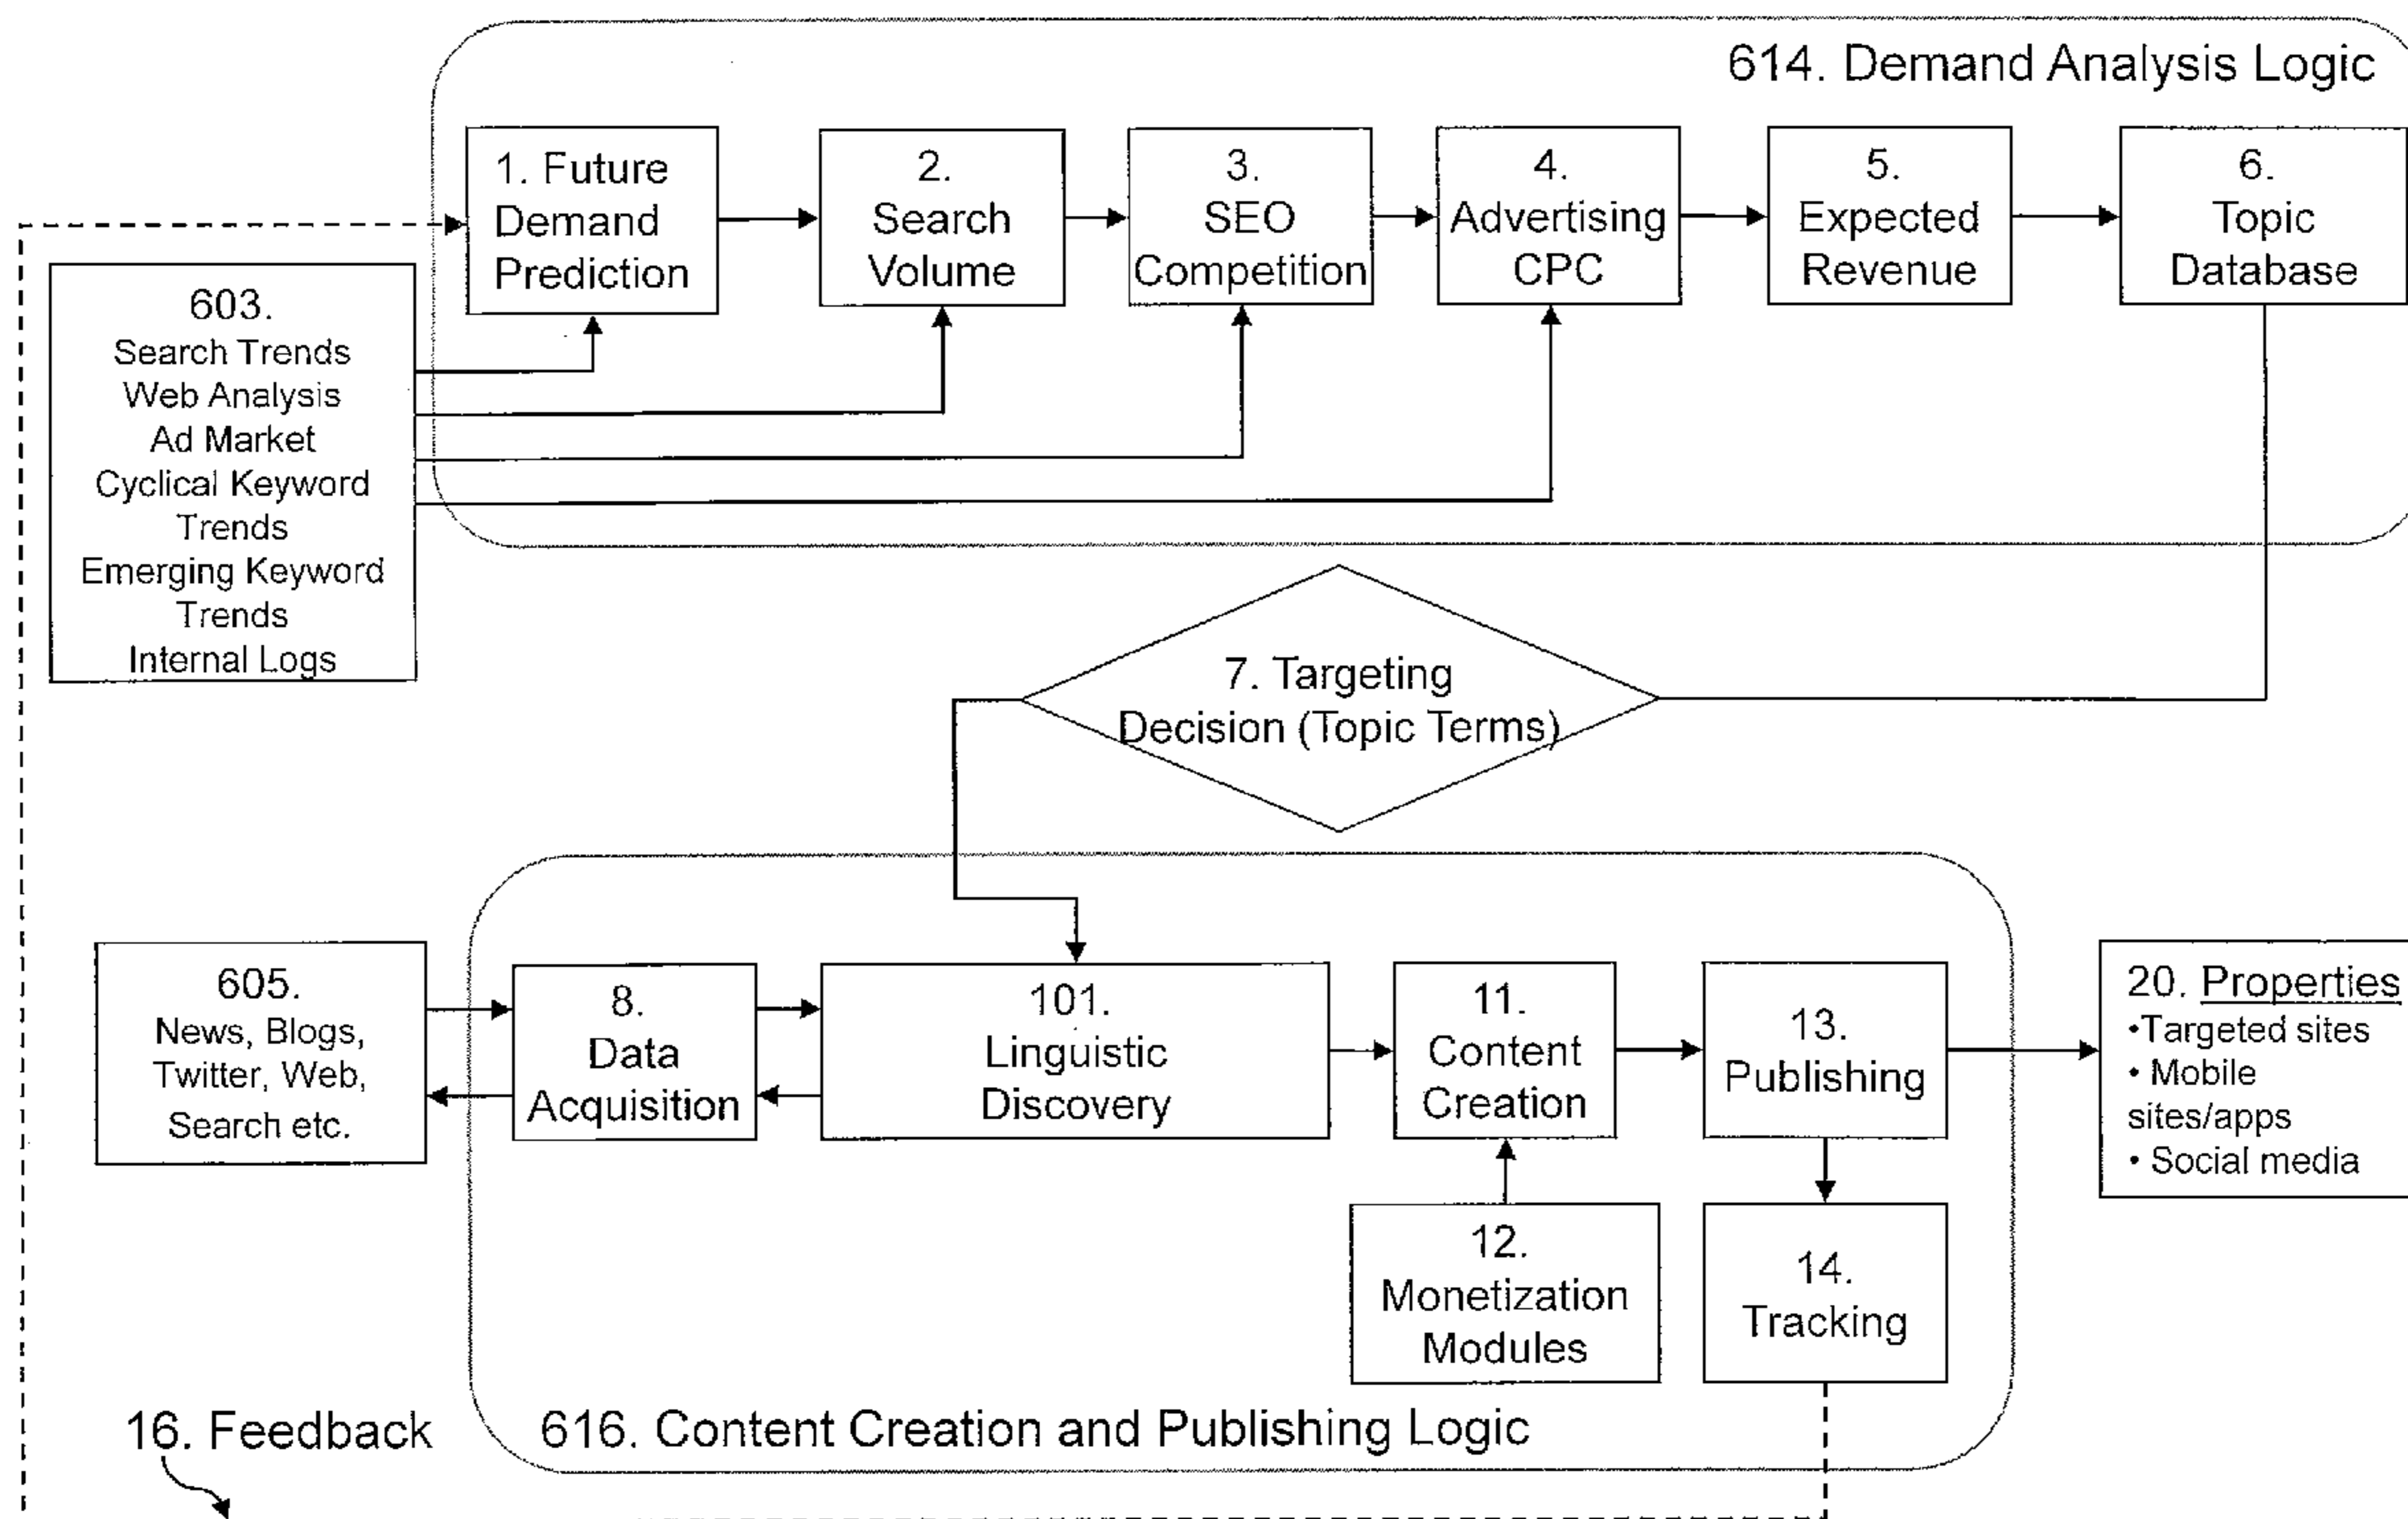 614. Demand Analysis Logic
1. Future
Demand
Prediction
2.
Search
Volume
3.
SEO
Competition
4.
Advertising
CPC
5.
Expected
Revenue
6.
Topic
Database
603.
Search Trends
Web Analysis
Ad Market
Cyclical Keyword
Trends
Emerging Keyword
Trends
Internal Logs
7. Targeting
Decision (Topic Terms)
605.
News, Blogs,
Twitter, Web,
Search etc.
8.
Data
Acquisition
101.
Linguistic
Discovery
11.
Content
Creation
13.
Publishing
20. Properties
•Targeted sites
• Mobile
sites/apps
• Social media
12.
Monetization
Modules
14.
Tracking
16. Feedback
616. Content Creation and Publishing Logic